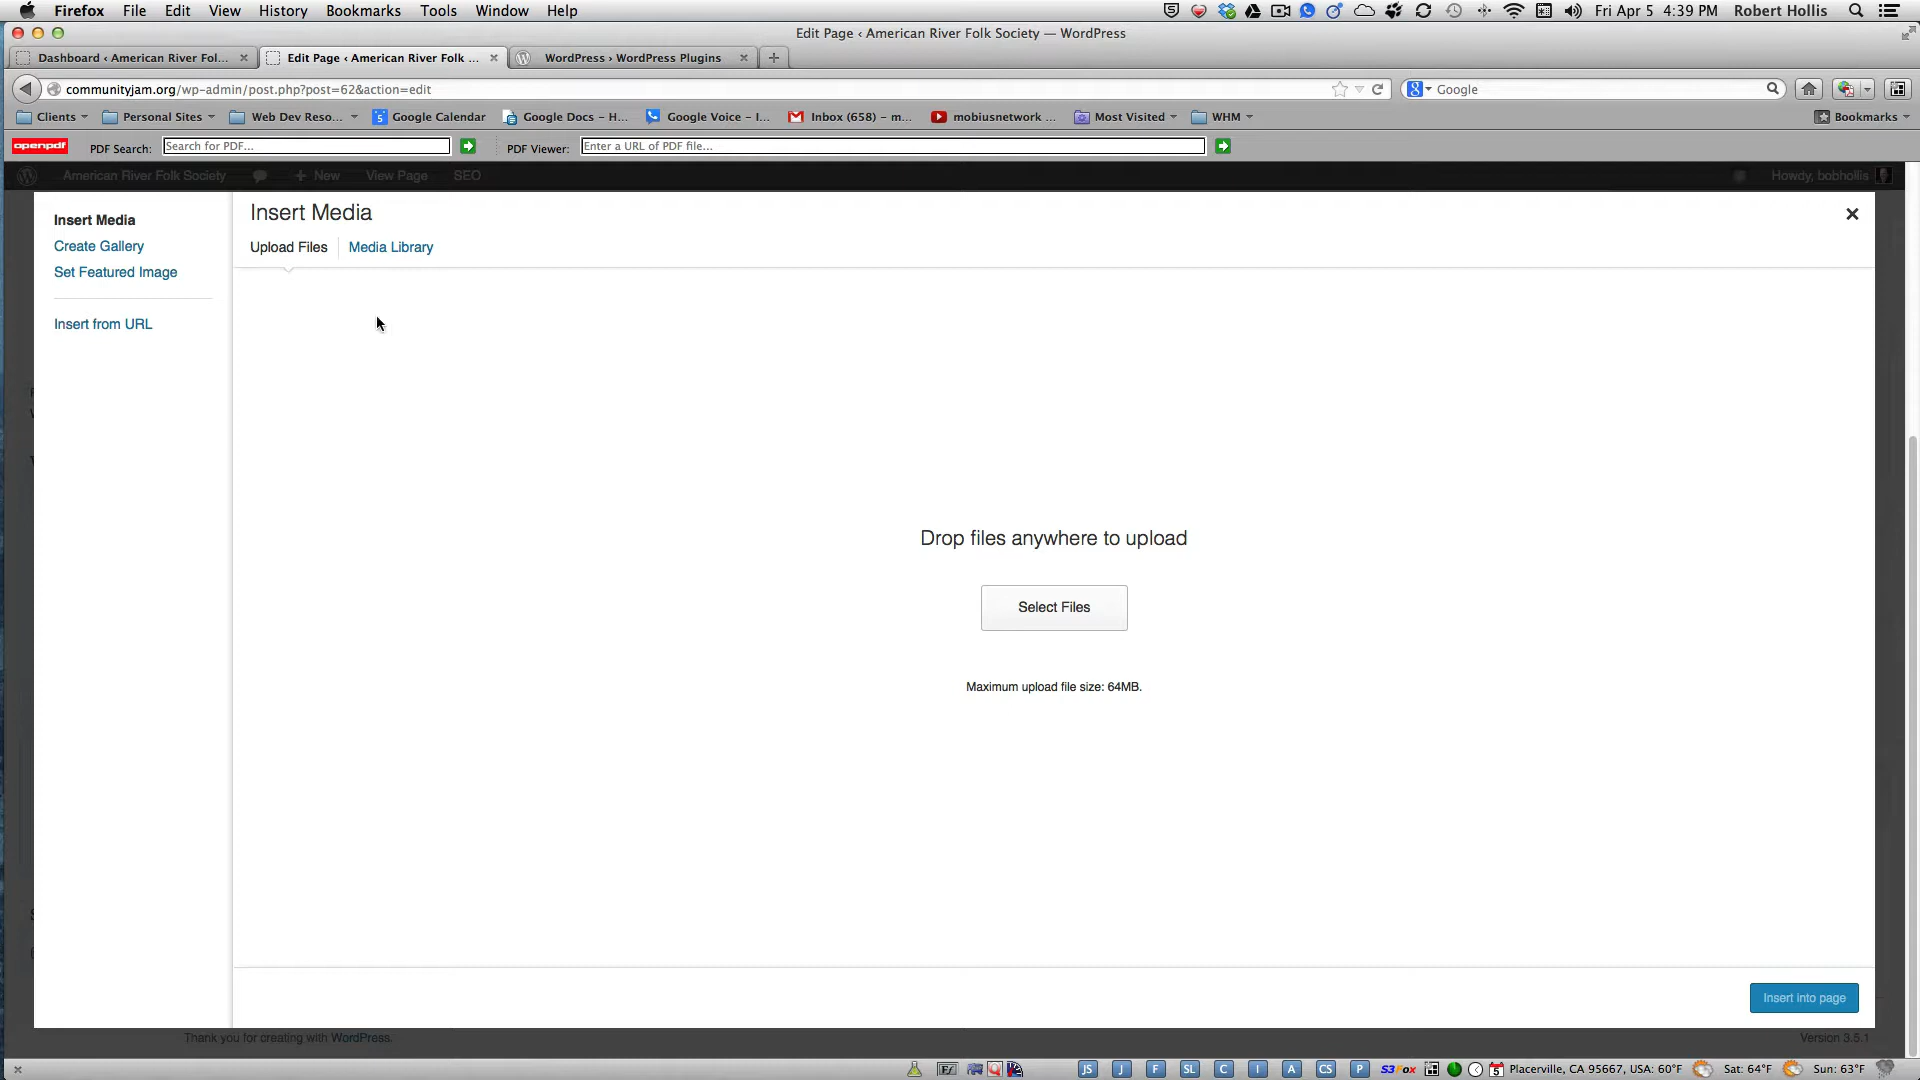 Firefox File Edit View History Bookmarks Tools Window Help Fri Apr 5 4:39 PM Robert Hollis
Edit Page ‹ American River Folk Society — WordPress
Dashboard ‹ American River Fol... Edit Page ‹ American River Folk ... WordPress › WordPress Plugins
communityjam.org/wp-admin/post.php?post=62&action=edit Google
Clients Personal Sites Web Dev Reso... Google Calendar Google Docs – H... Google Voice – I... Inbox (658) – m... mobiusnetwork ... Most Visited WHM Bookmarks
openpdf PDF Search: Search for PDF... PDF Viewer: Enter a URL of PDF file...
American River Folk Society + New View Page SEO Howdy, bobhollis
Insert Media
Create Gallery
Set Featured Image
Insert from URL
Insert Media
Upload Files Media Library
Drop files anywhere to upload
Select Files
Maximum upload file size: 64MB.
Insert into page
Thank you for creating with WordPress. Version 3.5.1
JS J F SL C I A CS P S3Fox 5 Placerville, CA 95667, USA: 60°F Sat: 64°F Sun: 63°F